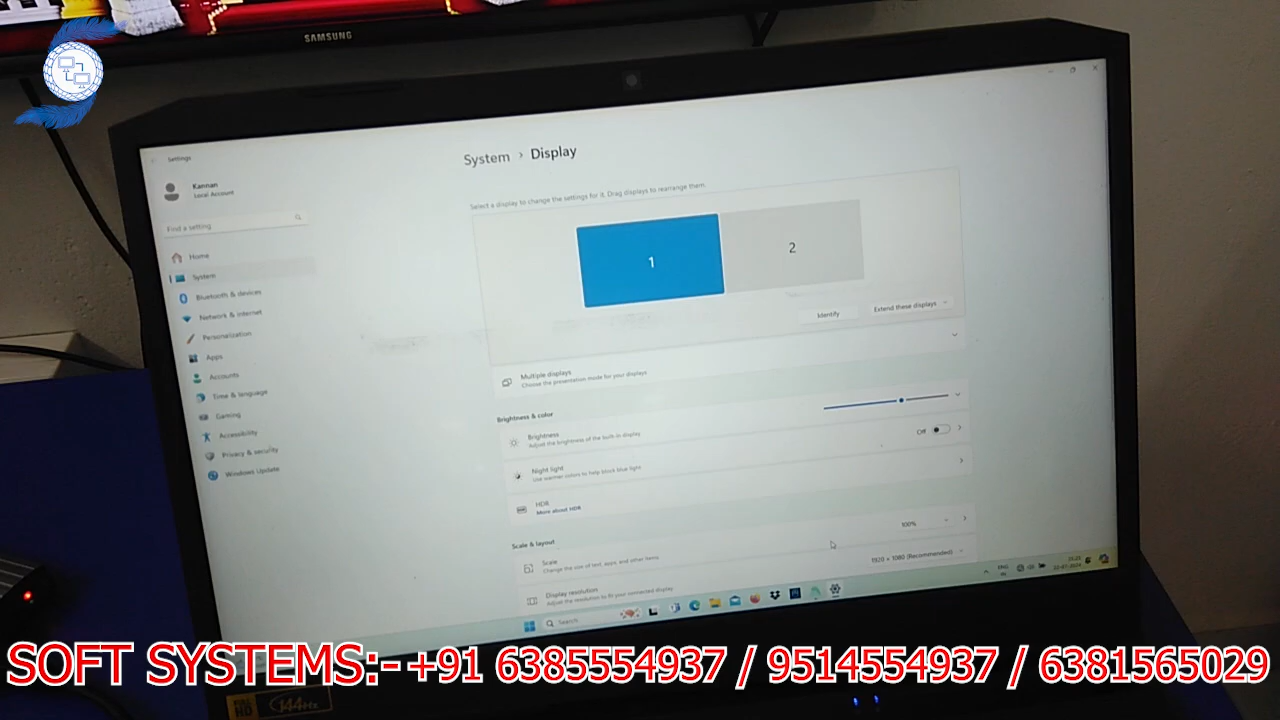 SAMSUNG
Settings
Kannan
Local Account
Find a setting
Home
System
Bluetooth & devices
Network & internet
Personalization
Apps
Accounts
Time & language
Gaming
Accessibility
Privacy & security
Windows Update
System › Display
Select a display to change the settings for it. Drag displays to rearrange them.
1
2
Identify
Extend these displays
Multiple displays
Choose the presentation mode for your displays
Brightness & color
Brightness
Adjust the brightness of the built-in display
Night light
Use warmer colors to help block blue light
Off
HDR
More about HDR
Scale & layout
Scale
Change the size of text, apps, and other items
100%
Display resolution
Adjust the resolution to fit your connected display
1920 × 1080 (Recommended)
Search
ENG
SOFT SYSTEMS:-+91 6385554937 / 9514554937 / 6381565029
144Hz